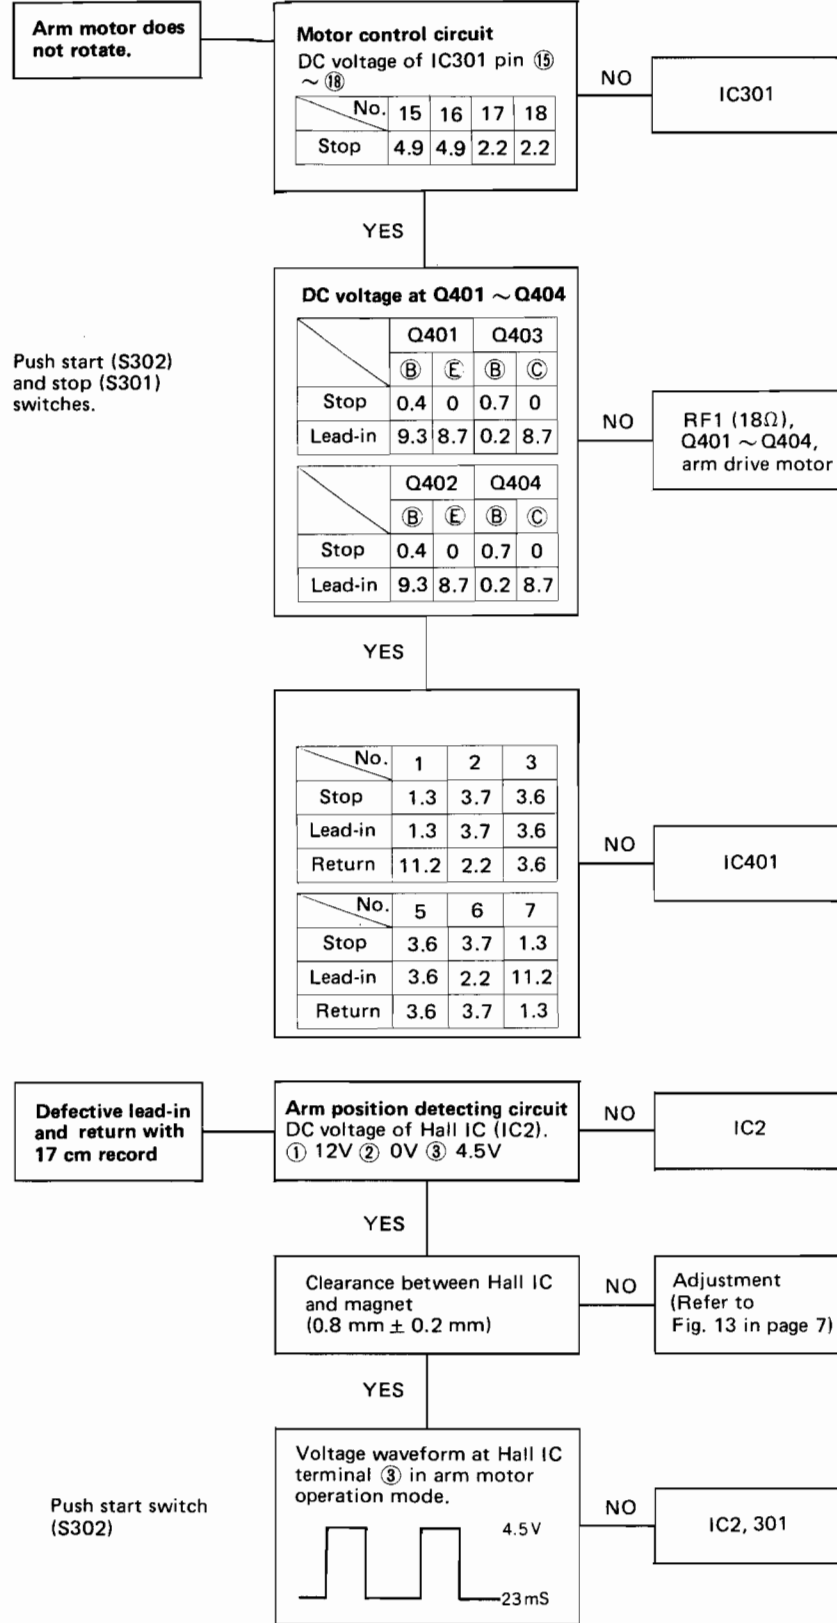 Arm motor does
not rotate.
Motor control circuit
DC voltage of IC301 pin ⑮
~ ⑱
No. 15 16 17 18
Stop 4.9 4.9 2.2 2.2
NO
IC301
YES
Push start (S302)
and stop (S301)
switches.
DC voltage at Q401 ~ Q404
Q401 Q403
Ⓑ Ⓔ Ⓑ Ⓒ
Stop 0.4 0 0.7 0
Lead-in 9.3 8.7 0.2 8.7
Q402 Q404
Ⓑ Ⓔ Ⓑ Ⓒ
Stop 0.4 0 0.7 0
Lead-in 9.3 8.7 0.2 8.7
NO
RF1 (18Ω),
Q401 ~ Q404,
arm drive motor
YES
No. 1 2 3
Stop 1.3 3.7 3.6
Lead-in 1.3 3.7 3.6
Return 11.2 2.2 3.6
No. 5 6 7
Stop 3.6 3.7 1.3
Lead-in 3.6 2.2 11.2
Return 3.6 3.7 1.3
NO
IC401
Defective lead-in
and return with
17 cm record
Arm position detecting circuit
DC voltage of Hall IC (IC2).
① 12V ② 0V ③ 4.5V
NO
IC2
YES
Clearance between Hall IC
and magnet
(0.8 mm ± 0.2 mm)
NO
Adjustment
(Refer to
Fig. 13 in page 7)
YES
Push start switch
(S302)
Voltage waveform at Hall IC
terminal ③ in arm motor
operation mode.
4.5V
23mS
NO
IC2, 301